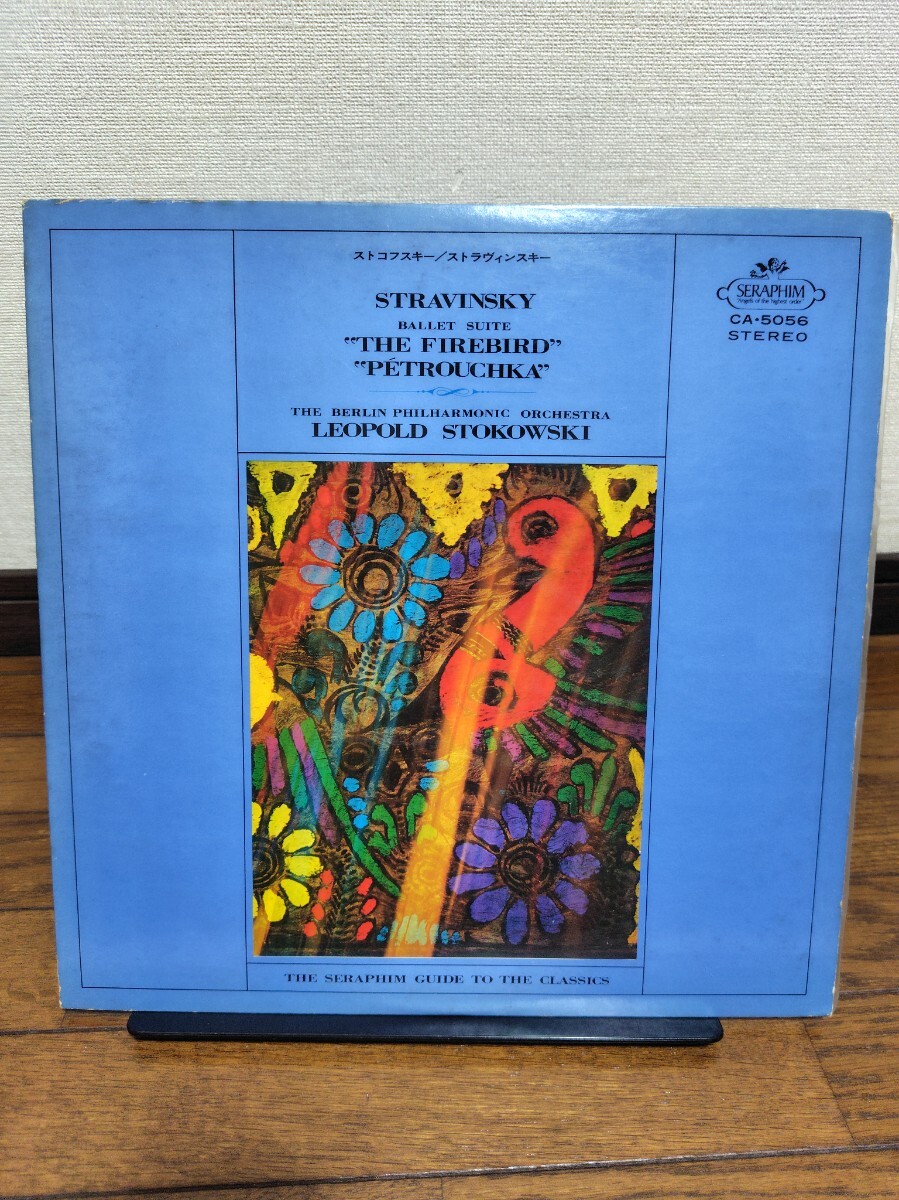 ストコフスキー／ストラヴィンスキー
STRAVINSKY
BALLET SUITE
“THE FIREBIRD”
“PÉTROUCHKA”
THE BERLIN PHILHARMONIC ORCHESTRA
LEOPOLD STOKOWSKI
SERAPHIM
"Angels of the highest order"
CA·5056
STEREO
THE SERAPHIM GUIDE TO THE CLASSICS